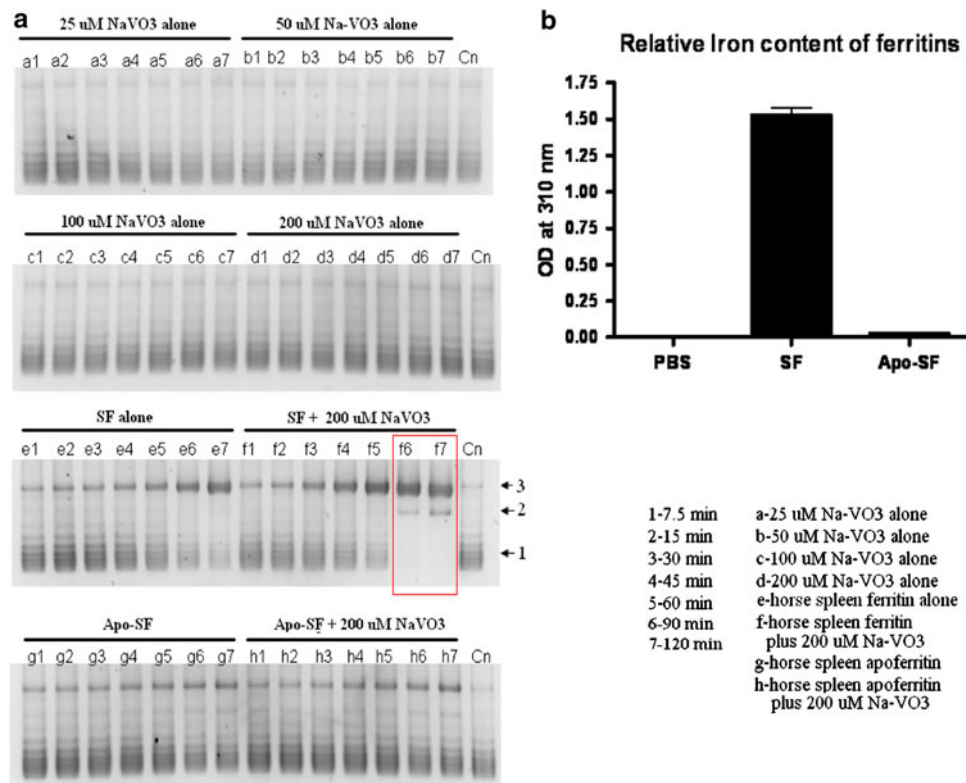 a
25 uM NaVO3 alone 50 uM Na-VO3 alone
a1 a2 a3 a4 a5 a6 a7 b1 b2 b3 b4 b5 b6 b7 Cn
100 uM NaVO3 alone 200 uM NaVO3 alone
c1 c2 c3 c4 c5 c6 c7 d1 d2 d3 d4 d5 d6 d7 Cn
SF alone SF + 200 uM NaVO3
e1 e2 e3 e4 e5 e6 e7 f1 f2 f3 f4 f5 f6 f7 Cn
3
2
1
Apo-SF Apo-SF + 200 uM NaVO3
g1 g2 g3 g4 g5 g6 g7 h1 h2 h3 h4 h5 h6 h7 Cn
b
Relative Iron content of ferritins
OD at 310 nm
1.75
1.50
1.25
1.00
0.75
0.50
0.25
0.00
PBS SF Apo-SF
1-7.5 min
2-15 min
3-30 min
4-45 min
5-60 min
6-90 min
7-120 min
a-25 uM Na-VO3 alone
b-50 uM Na-VO3 alone
c-100 uM Na-VO3 alone
d-200 uM Na-VO3 alone
e-horse spleen ferritin alone
f-horse spleen ferritin
plus 200 uM Na-VO3
g-horse spleen apoferritin
h-horse spleen apoferritin
plus 200 uM Na-VO3